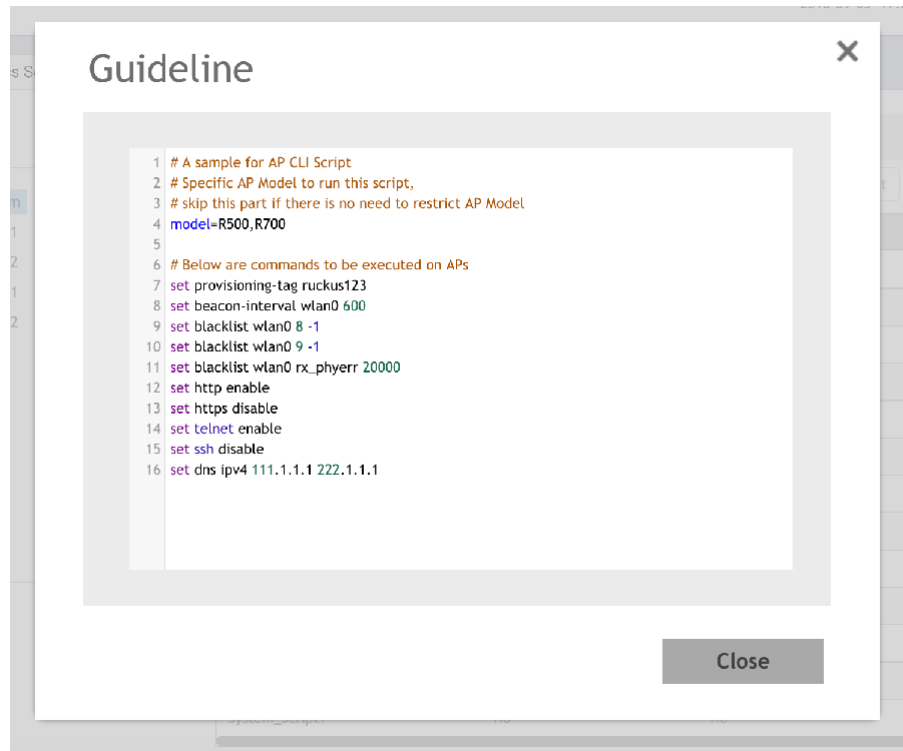 Guideline
1 # A sample for AP CLI Script
2 # Specific AP Model to run this script,
3 # skip this part if there is no need to restrict AP Model
4 model=R500,R700
5
6 # Below are commands to be executed on APs
7 set provisioning-tag ruckus123
8 set beacon-interval wlan0 600
9 set blacklist wlan0 8 -1
10 set blacklist wlan0 9 -1
11 set blacklist wlan0 rx_phyerr 20000
12 set http enable
13 set https disable
14 set telnet enable
15 set ssh disable
16 set dns ipv4 111.1.1.1 222.1.1.1
Close